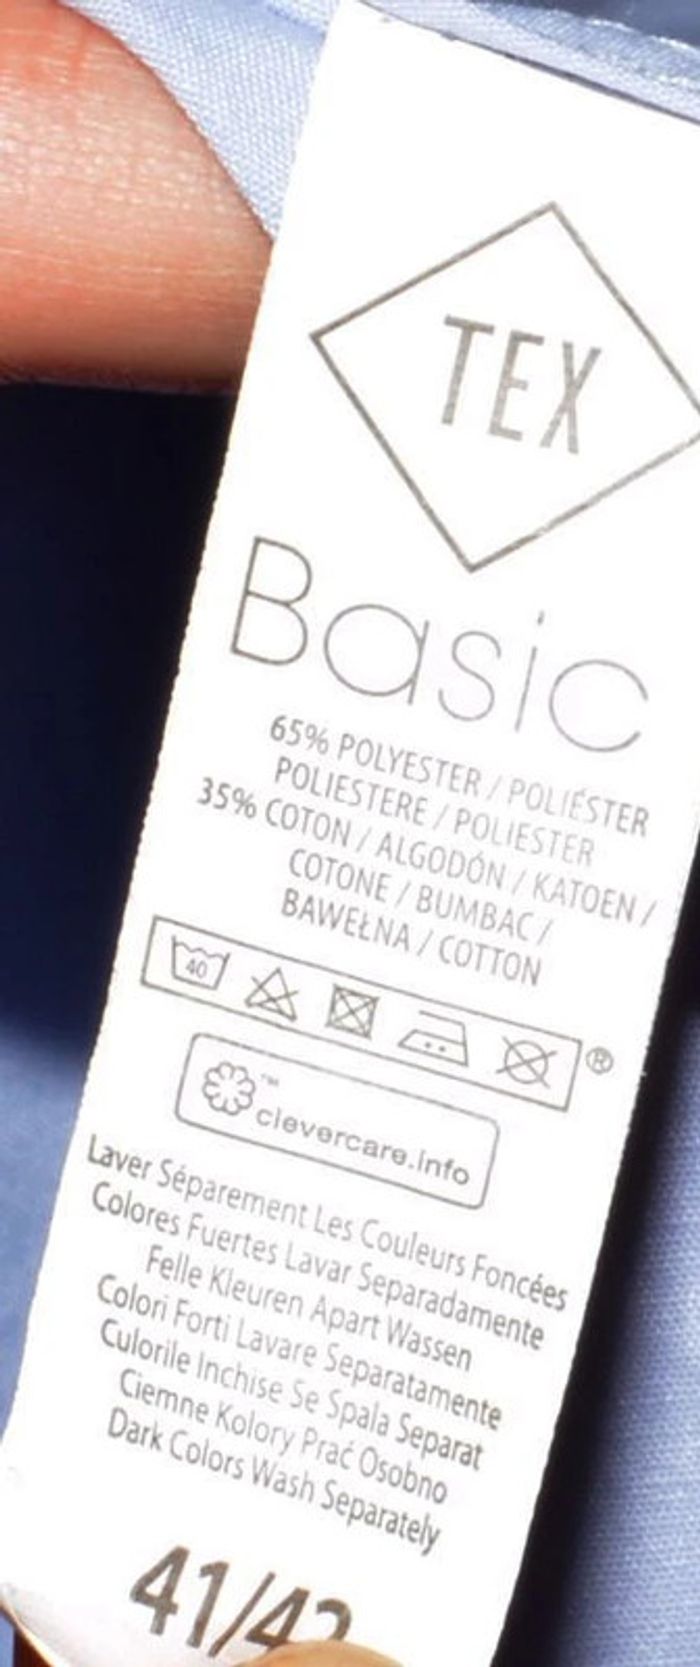 TEX
Basic
65% POLYESTER / POLIÉSTER
POLIESTERE / POLIESTER
35% COTON / ALGODÓN / KATOEN /
COTONE / BUMBAC /
BAWEŁNA / COTTON
40
®
™
clevercare.info
Laver Séparement Les Couleurs Foncées
Colores Fuertes Lavar Separadamente
Felle Kleuren Apart Wassen
Colori Forti Lavare Separatamente
Culorile Inchise Se Spala Separat
Ciemne Kolory Prać Osobno
Dark Colors Wash Separately
41/42